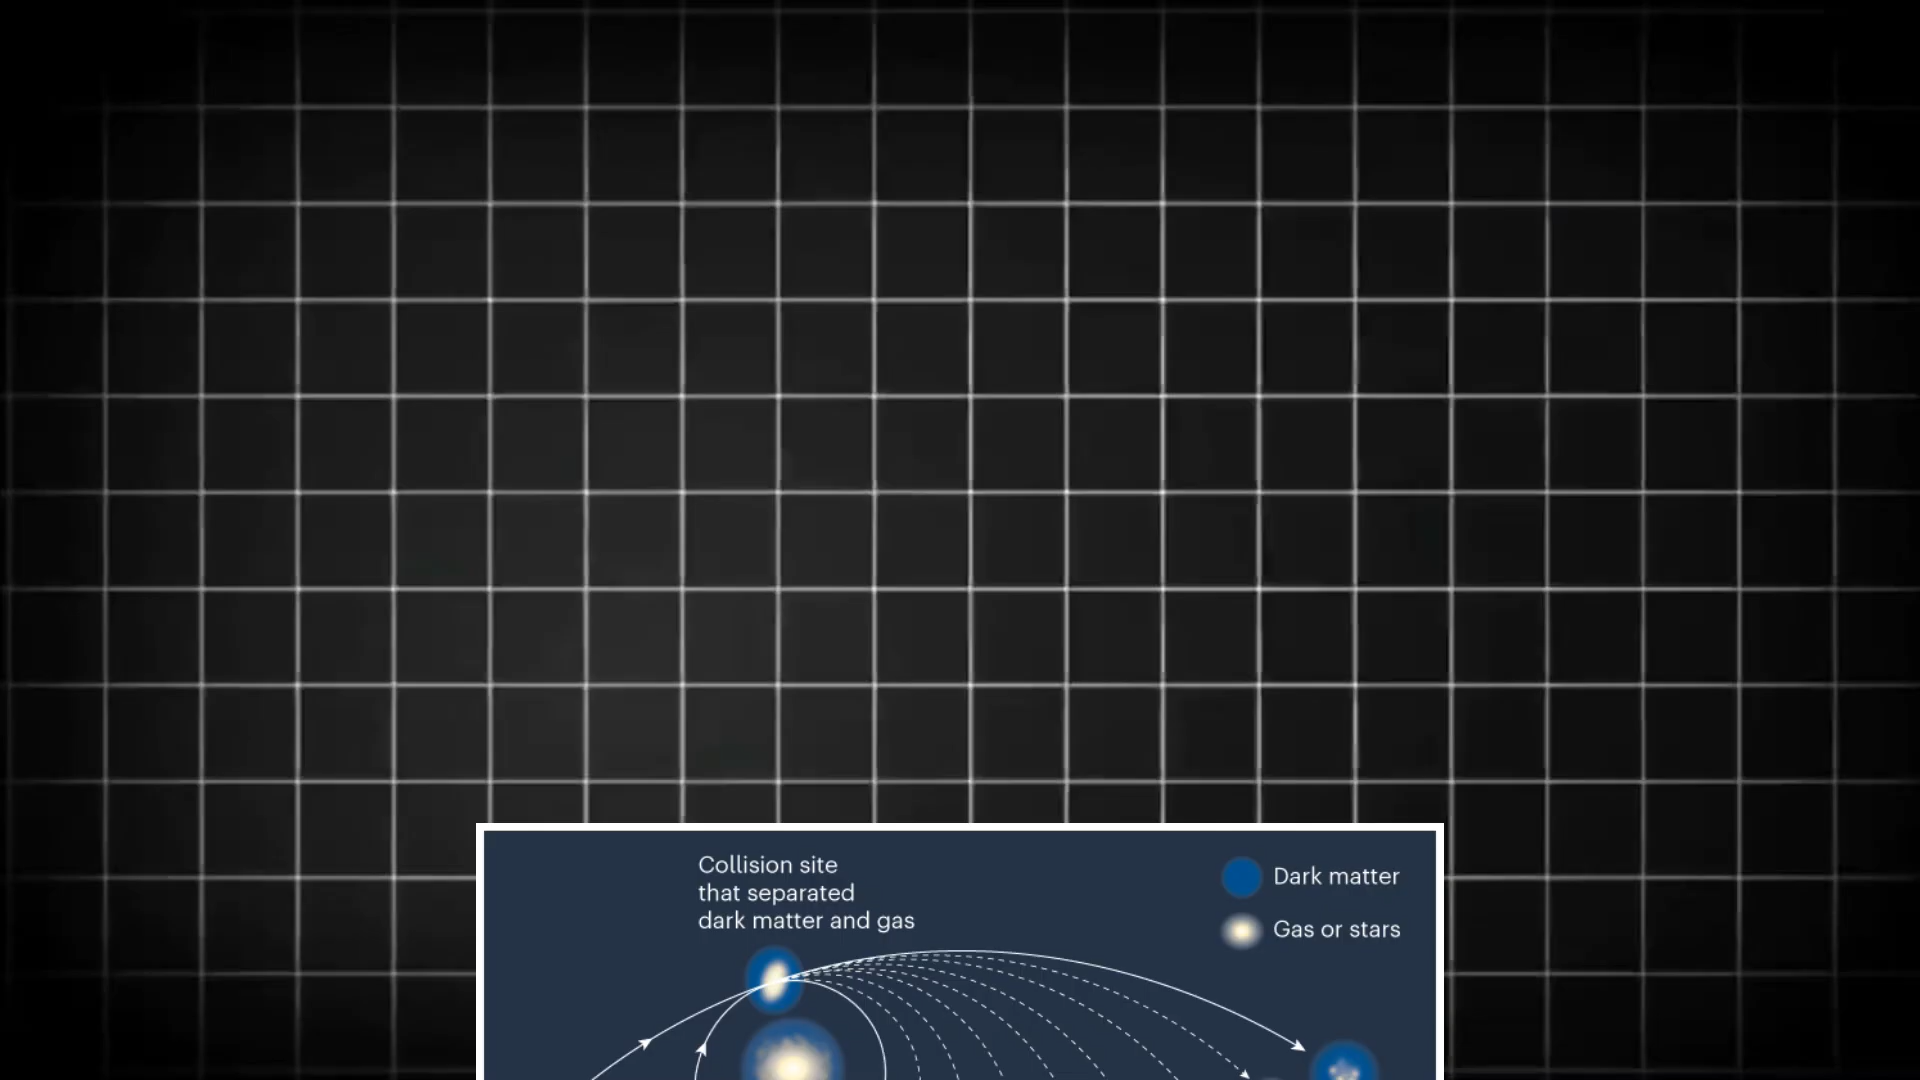 Collision site
that separated
dark matter and gas
Dark matter
Gas or stars